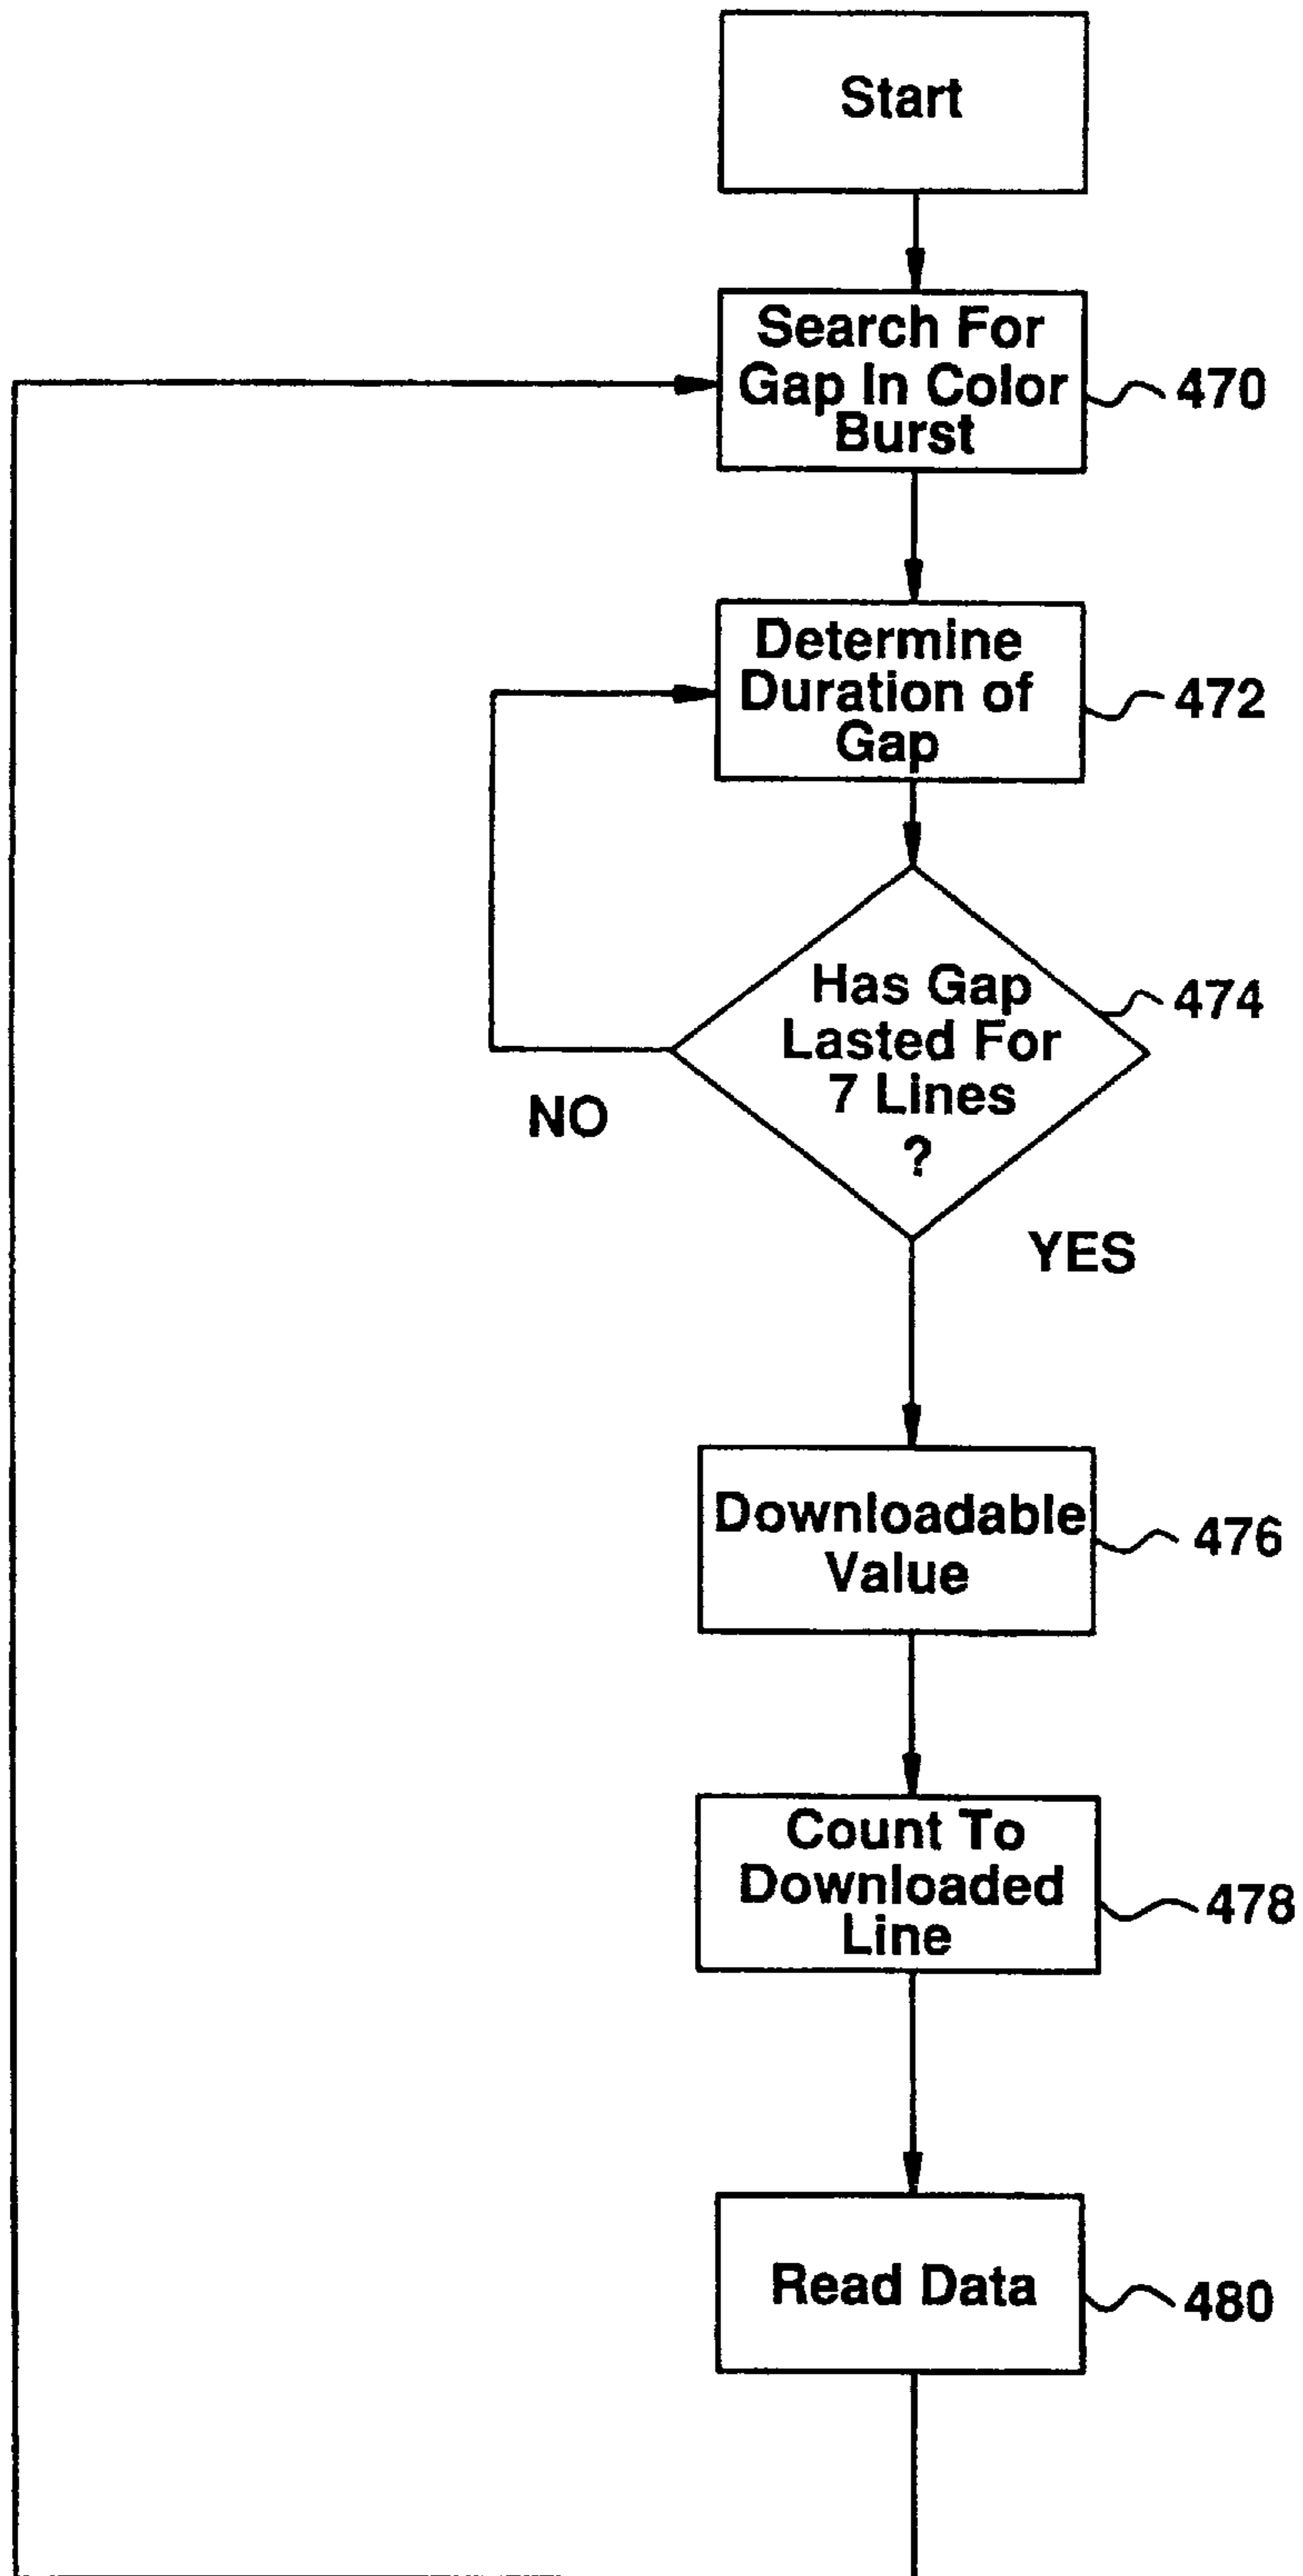 Start
Search For
Gap In Color
Burst
470
Determine
Duration of
Gap
472
Has Gap
Lasted For
7 Lines
?
474
NO
YES
Downloadable
Value
476
Count To
Downloaded
Line
478
Read Data
480